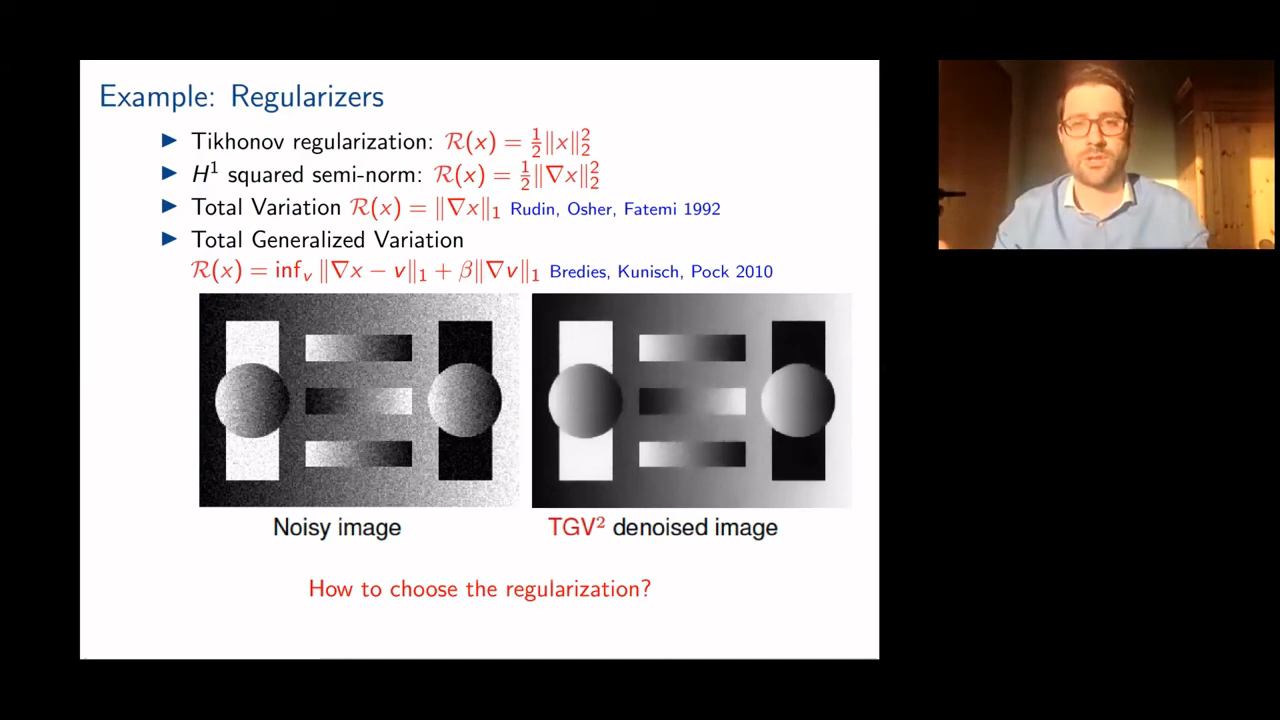 Example: Regularizers
▶ Tikhonov regularization: R(x) = ½‖x‖₂²
▶ H¹ squared semi-norm: R(x) = ½‖∇x‖₂²
▶ Total Variation R(x) = ‖∇x‖₁ Rudin, Osher, Fatemi 1992
▶ Total Generalized Variation
R(x) = infᵥ ‖∇x − v‖₁ + β‖∇v‖₁ Bredies, Kunisch, Pock 2010
Noisy image TGV² denoised image
How to choose the regularization?